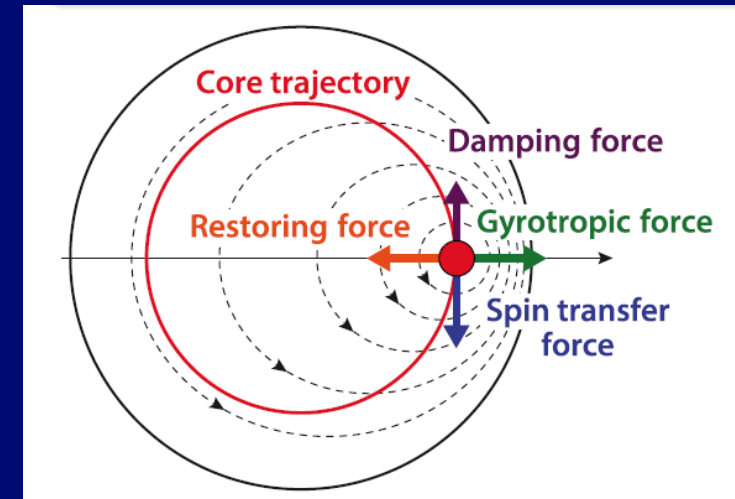 Core trajectory
Damping force
Restoring force
Gyrotropic force
Spin transfer
force